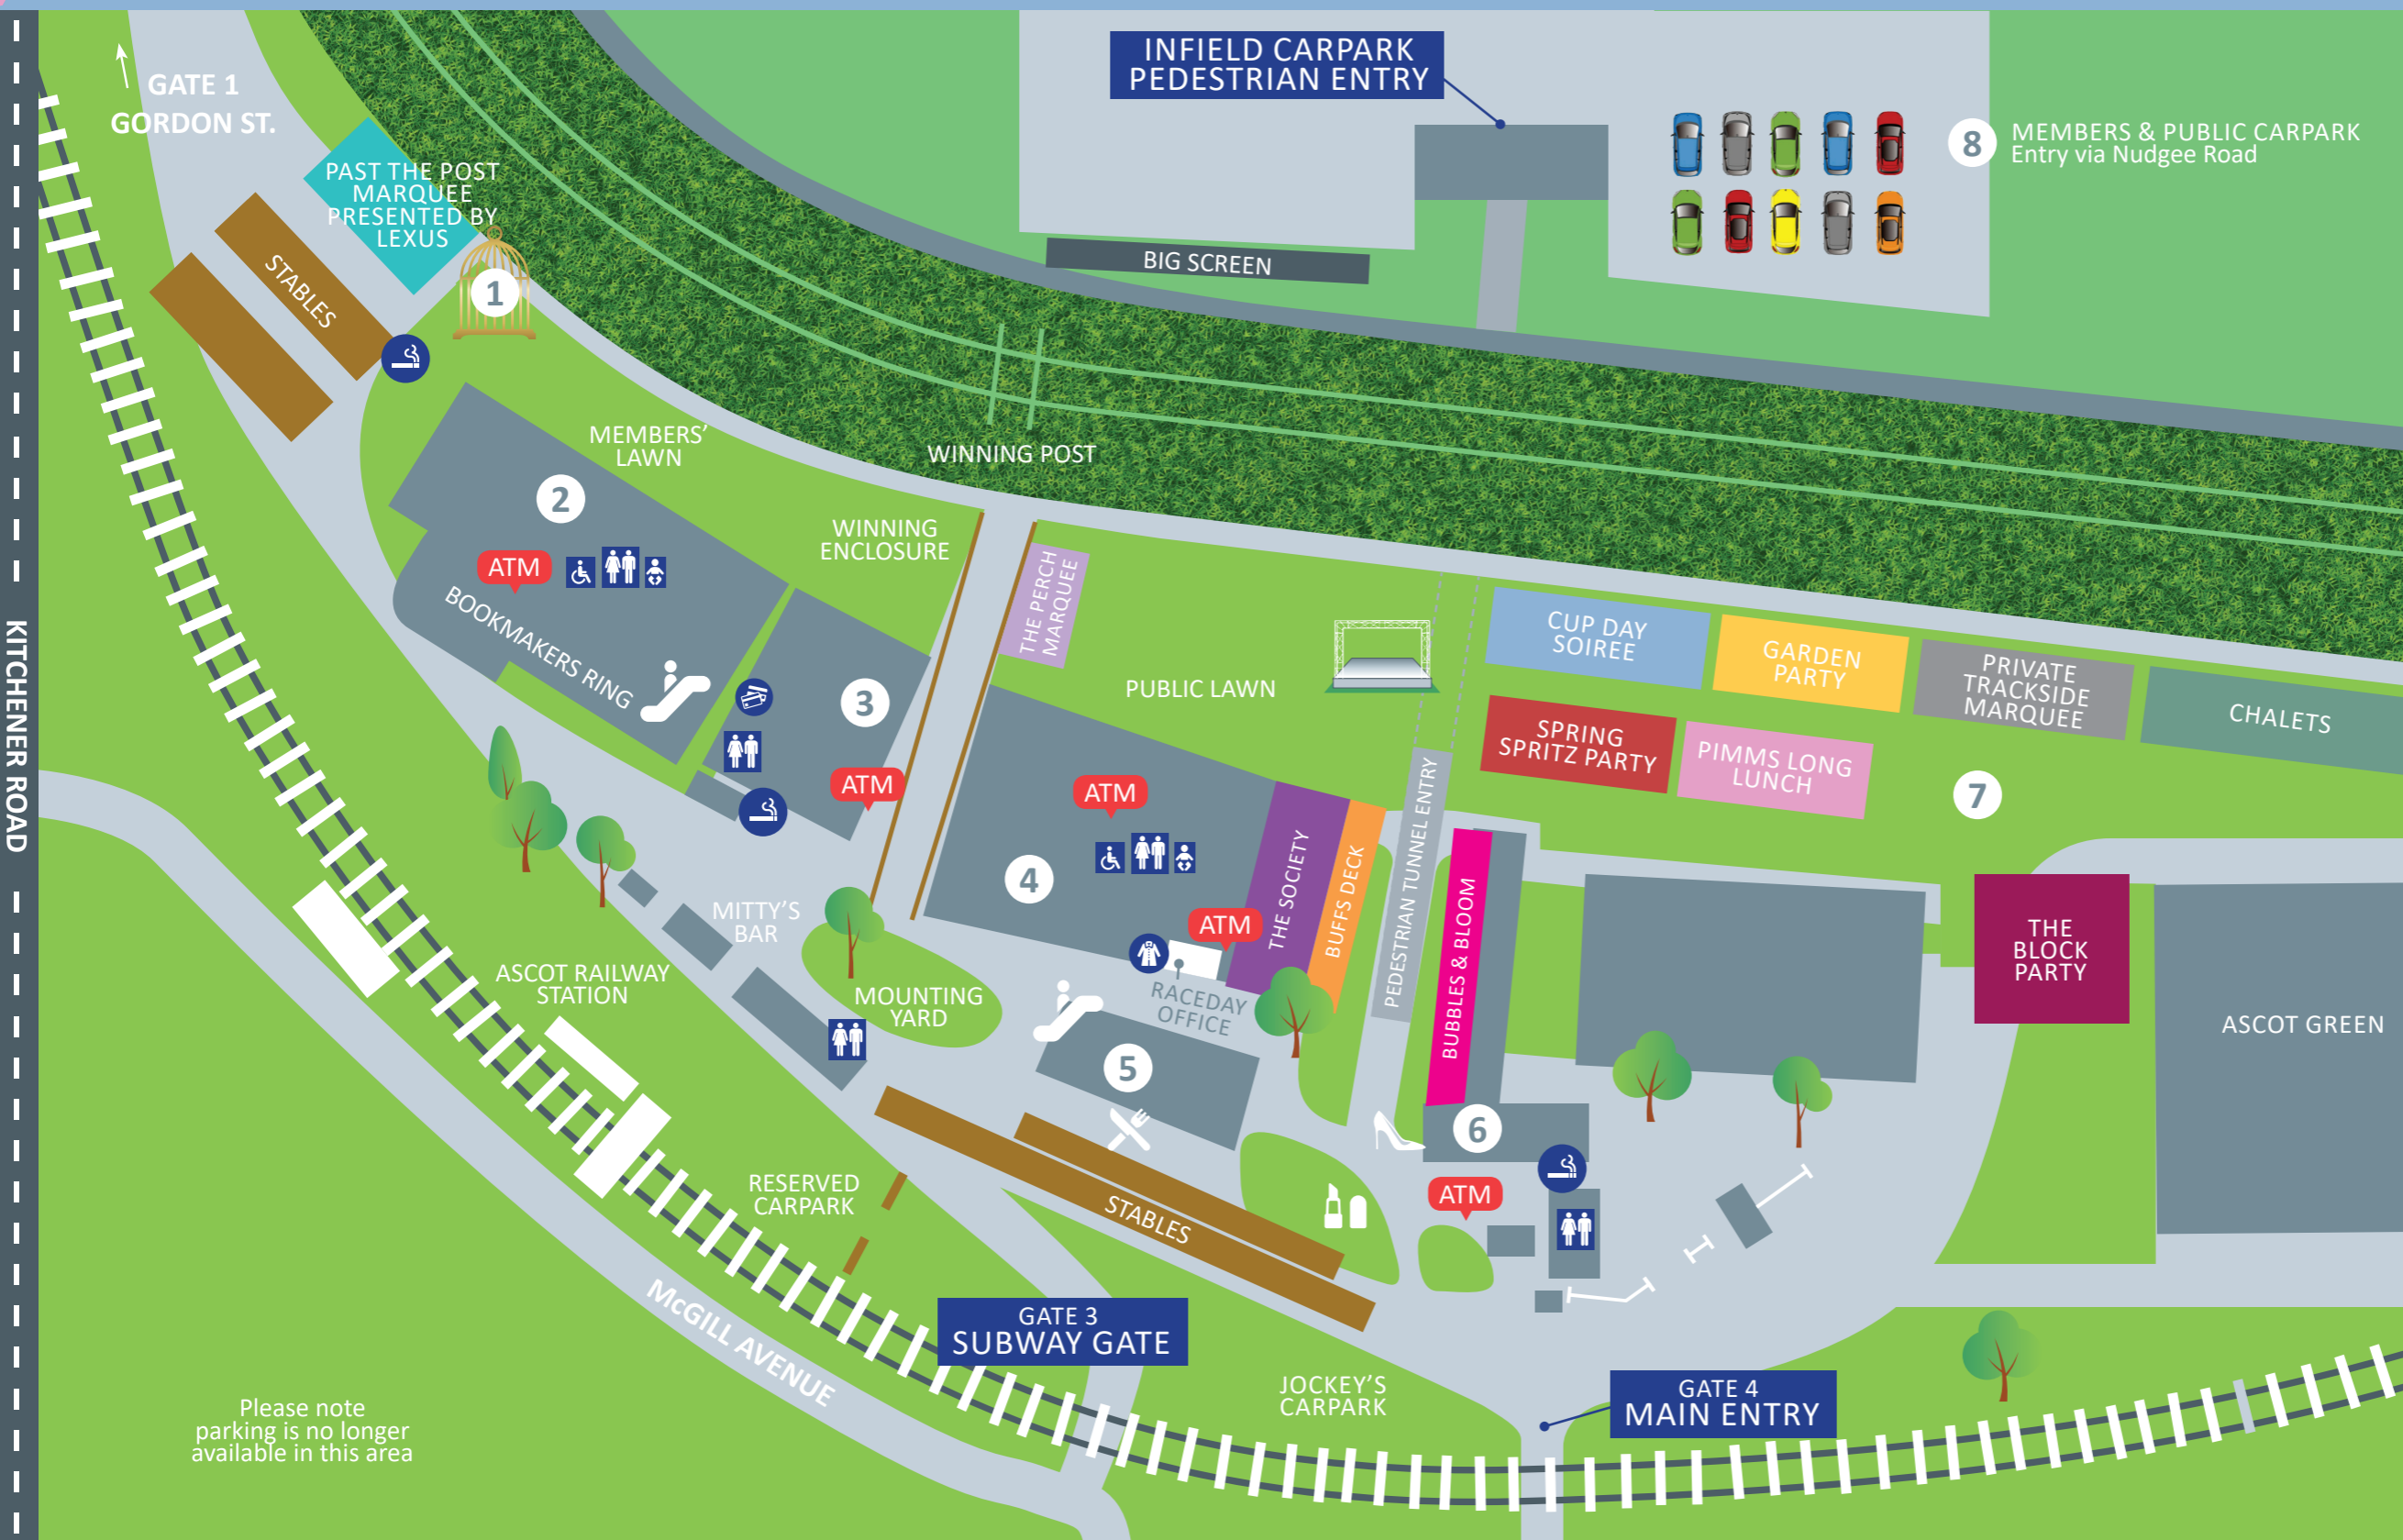 INFIELD CARPARK
PEDESTRIAN ENTRY
GATE 1
GORDON ST.
8
MEMBERS & PUBLIC CARPARK
Entry via Nudgee Road
PAST THE POST
MARQUEE
PRESENTED BY
LEXUS
STABLES
1
BIG SCREEN
MEMBERS’
LAWN
WINNING POST
2
WINNING
ENCLOSURE
ATM
BOOKMAKERS RING
THE PERCH
MARQUEE
KITCHENER ROAD
3
PUBLIC LAWN
CUP DAY
SOIREE
GARDEN
PARTY
PRIVATE
TRACKSIDE
MARQUEE
CHALETS
SPRING
SPRITZ PARTY
PIMMS LONG
LUNCH
7
ATM
ATM
4
THE SOCIETY
BUFFS DECK
PEDESTRIAN TUNNEL ENTRY
BUBBLES & BLOOM
MITTY’S
BAR
ATM
THE
BLOCK
PARTY
ASCOT RAILWAY
STATION
MOUNTING
YARD
RACEDAY
OFFICE
ASCOT GREEN
5
6
RESERVED
CARPARK
STABLES
ATM
McGILL AVENUE
GATE 3
SUBWAY GATE
JOCKEY’S
CARPARK
GATE 4
MAIN ENTRY
Please note
parking is no longer
available in this area